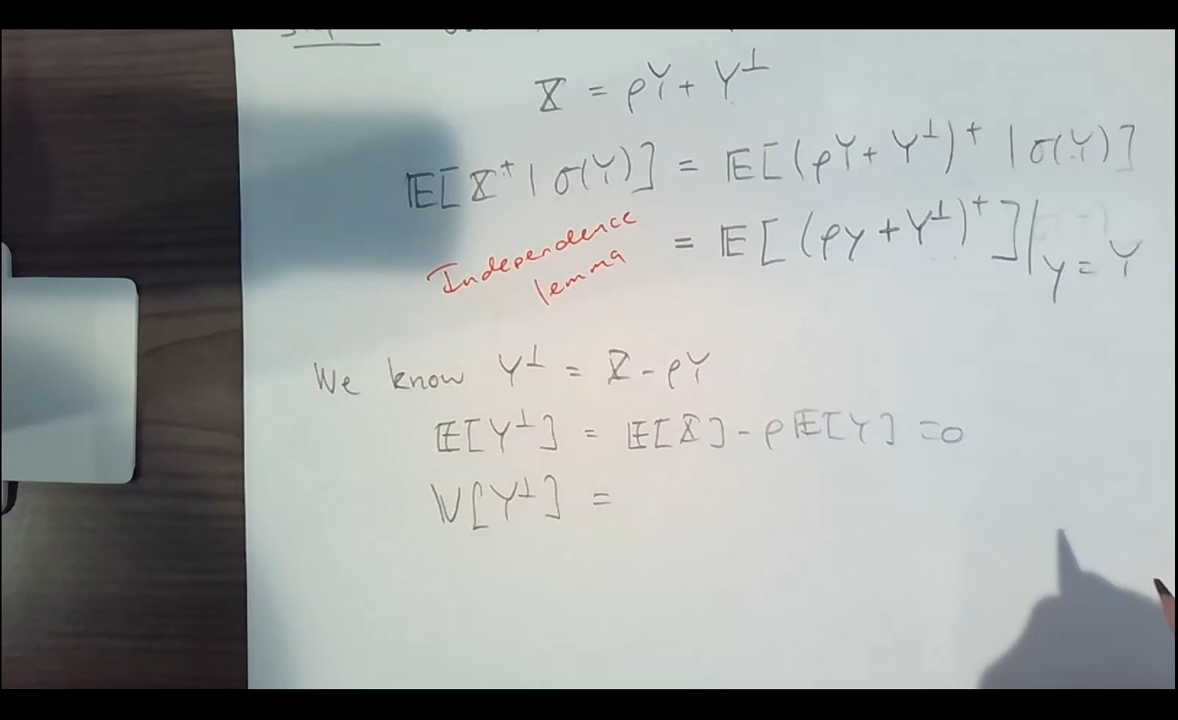 X = ρY + Y⊥
E[X⁺ | σ(Y)] = E[(ρY + Y⊥)⁺ | σ(Y)]
Independence lemma = E[(ρy + Y⊥)⁺]|y = Y
We know Y⊥ = X - ρY
E[Y⊥] = E[X] - ρE[Y] = 0
V[Y⊥] =